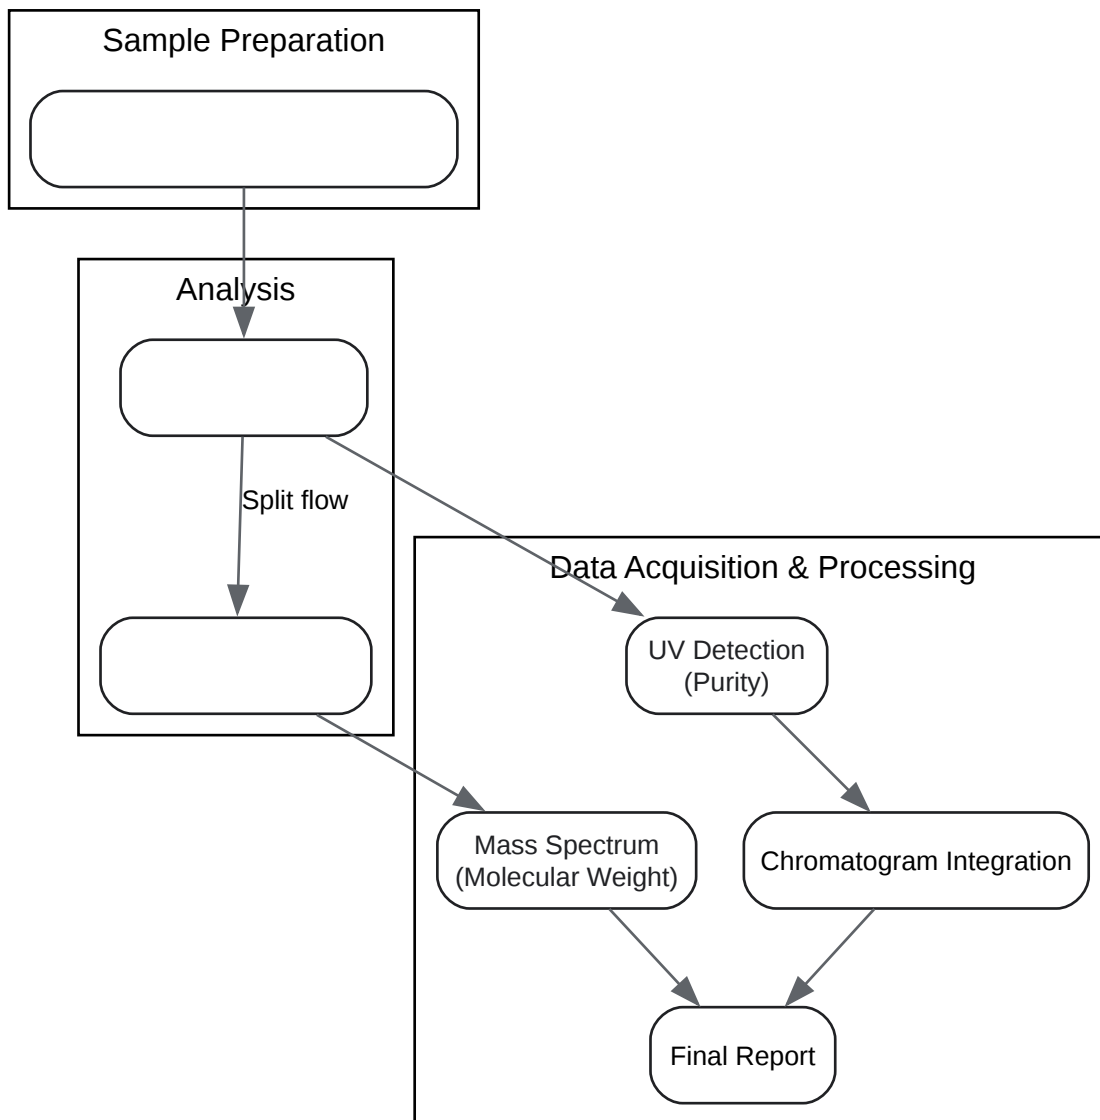 Sample Preparation
Analysis
Split flow
Data Acquisition & Processing
UV Detection
(Purity)
Mass Spectrum
(Molecular Weight)
Chromatogram Integration
Final Report